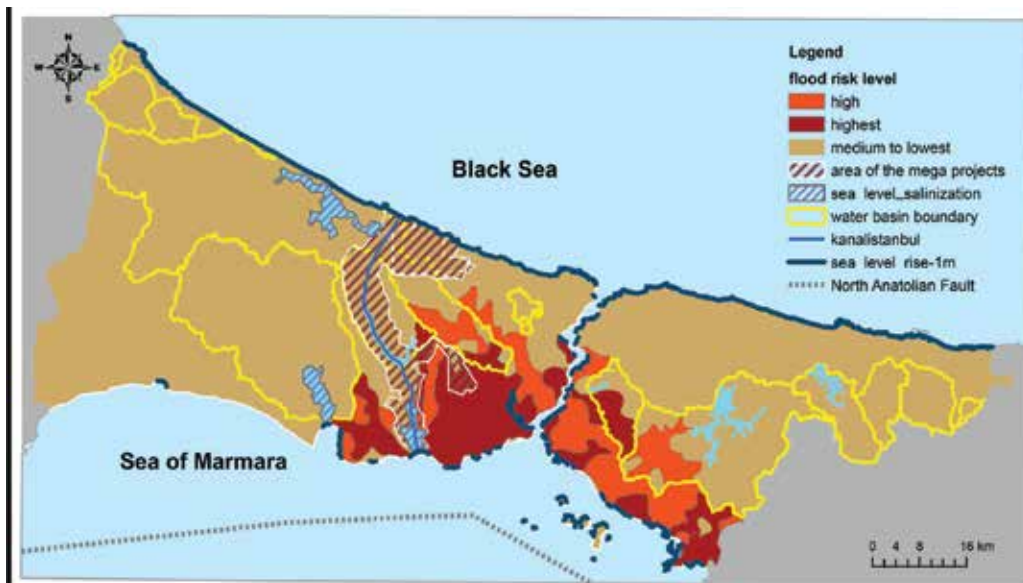 N
W E
S
Legend
flood risk level
high
highest
medium to lowest
area of the mega projects
sea level_salinization
water basin boundary
kanalistanbul
sea level rise-1m
North Anatolian Fault
Black Sea
Sea of Marmara
0 4 8 16 km